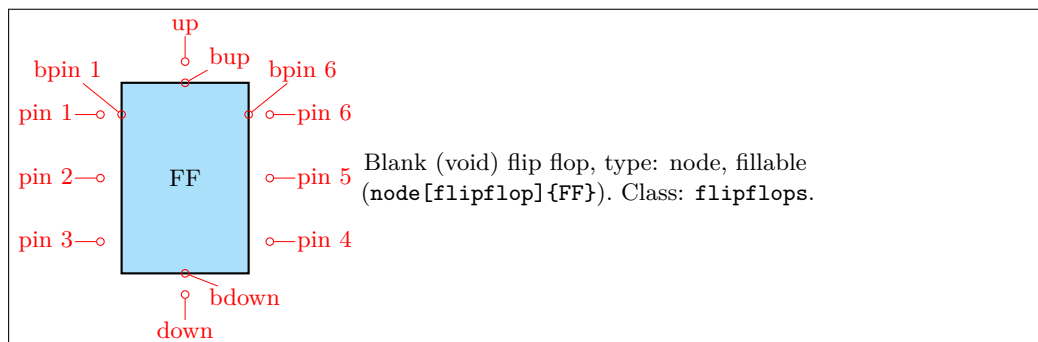 up
bup
bpin 1
bpin 6
pin 1
pin 6
pin 2
FF
pin 5
pin 3
pin 4
bdown
down
Blank (void) flip flop, type: node, fillable
(node[flipflop]{FF}). Class: flipflops.